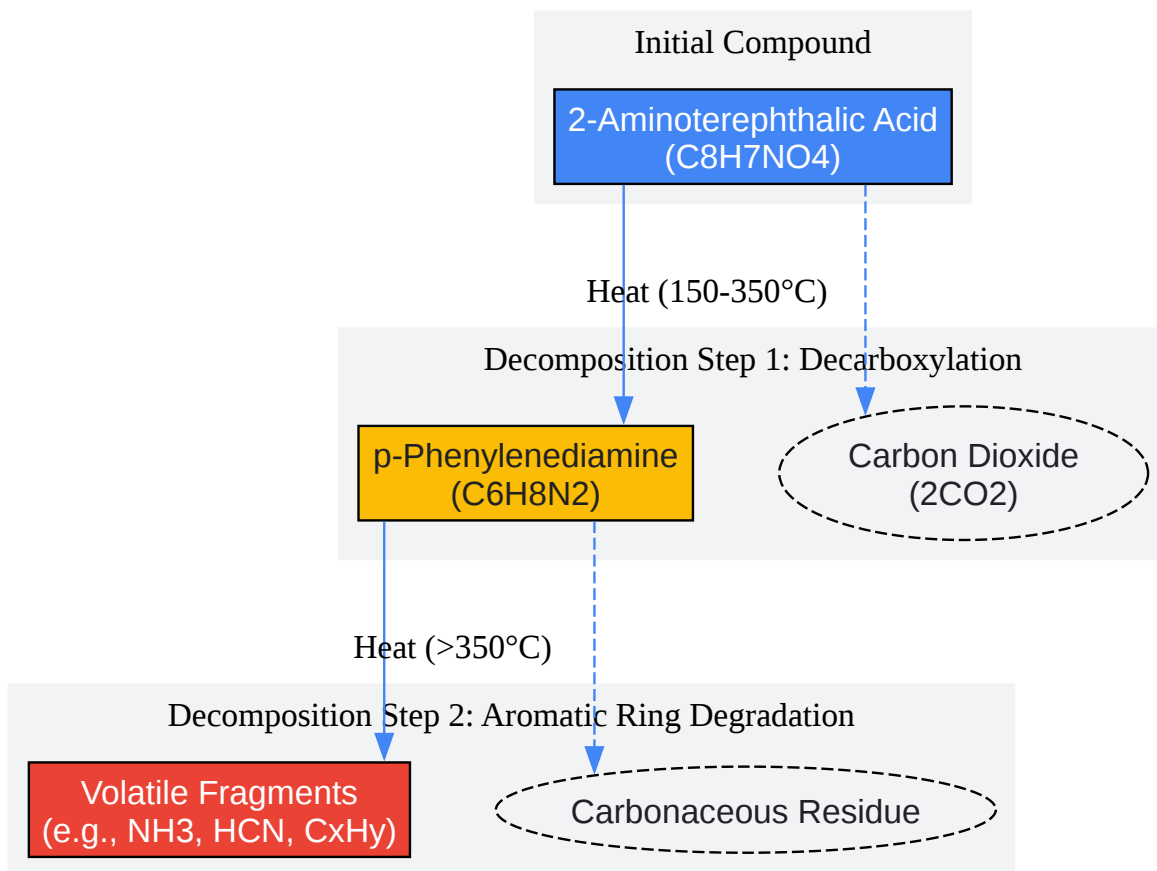 Initial Compound
2-Aminoterephthalic Acid
(C8H7NO4)
Heat (150-350°C)
Decomposition Step 1: Decarboxylation
p-Phenylenediamine
(C6H8N2)
Carbon Dioxide
(2CO2)
Heat (>350°C)
Decomposition Step 2: Aromatic Ring Degradation
Volatile Fragments
(e.g., NH3, HCN, CxHy)
Carbonaceous Residue